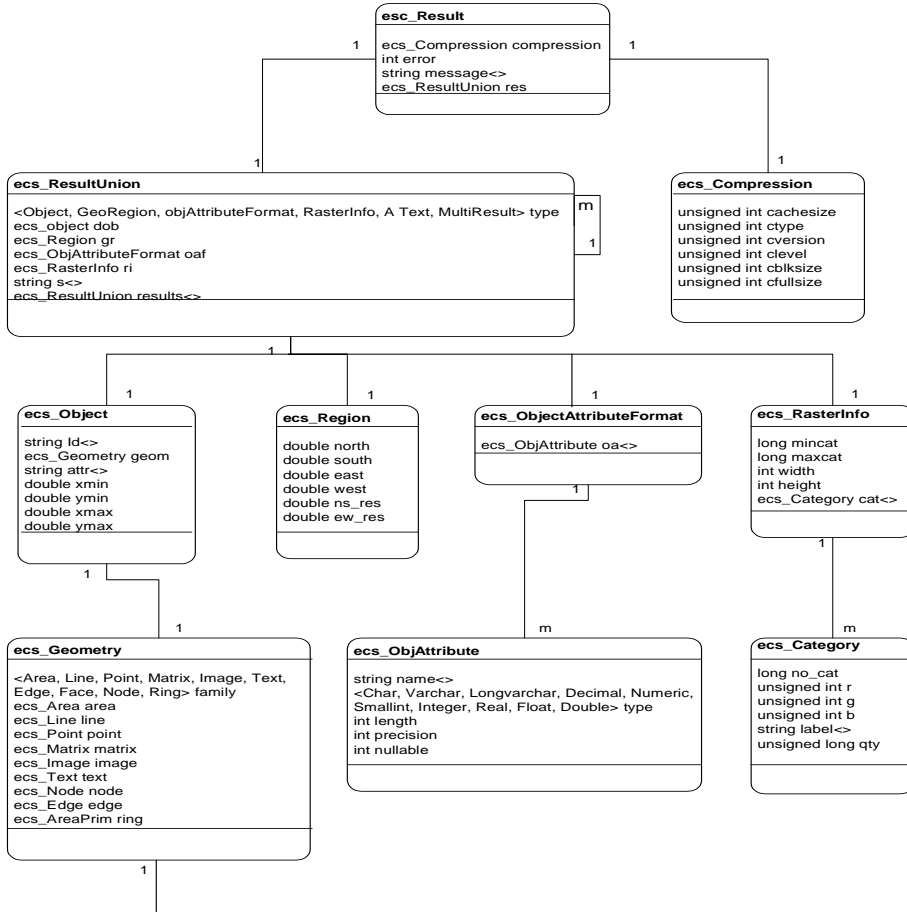 esc_Result
ecs_Compression compression
int error
string message<>
ecs_ResultUnion res
1
1
1
1
ecs_ResultUnion
<Object, GeoRegion, objAttributeFormat, RasterInfo, A Text, MultiResult> type
ecs_object dob
ecs_Region gr
ecs_ObjAttributeFormat oaf
ecs_RasterInfo ri
string s<>
ecs_ResultUnion results<>
m
1
ecs_Compression
unsigned int cachesize
unsigned int ctype
unsigned int cversion
unsigned int clevel
unsigned int cblksize
unsigned int cfullsize
1
1
1
1
1
ecs_Object
string Id<>
ecs_Geometry geom
string attr<>
double xmin
double ymin
double xmax
double ymax
ecs_Region
double north
double south
double east
double west
double ns_res
double ew_res
ecs_ObjectAttributeFormat
ecs_ObjAttribute oa<>
ecs_RasterInfo
long mincat
long maxcat
int width
int height
ecs_Category cat<>
1
1
1
1
m
m
ecs_Geometry
<Area, Line, Point, Matrix, Image, Text,
Edge, Face, Node, Ring> family
ecs_Area area
ecs_Line line
ecs_Point point
ecs_Matrix matrix
ecs_Image image
ecs_Text text
ecs_Node node
ecs_Edge edge
ecs_AreaPrim ring
ecs_ObjAttribute
string name<>
<Char, Varchar, Longvarchar, Decimal, Numeric,
Smallint, Integer, Real, Float, Double> type
int length
int precision
int nullable
ecs_Category
long no_cat
unsigned int r
unsigned int g
unsigned int b
string label<>
unsigned long qty
1